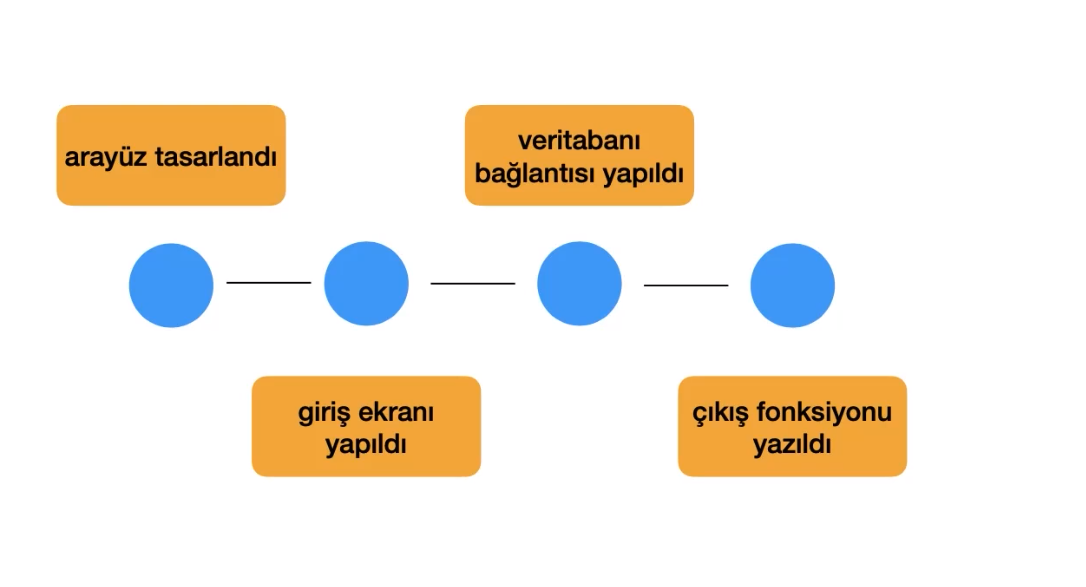 arayüz tasarlandı
veritabanı
bağlantısı yapıldı
giriş ekranı
yapıldı
çıkış fonksiyonu
yazıldı